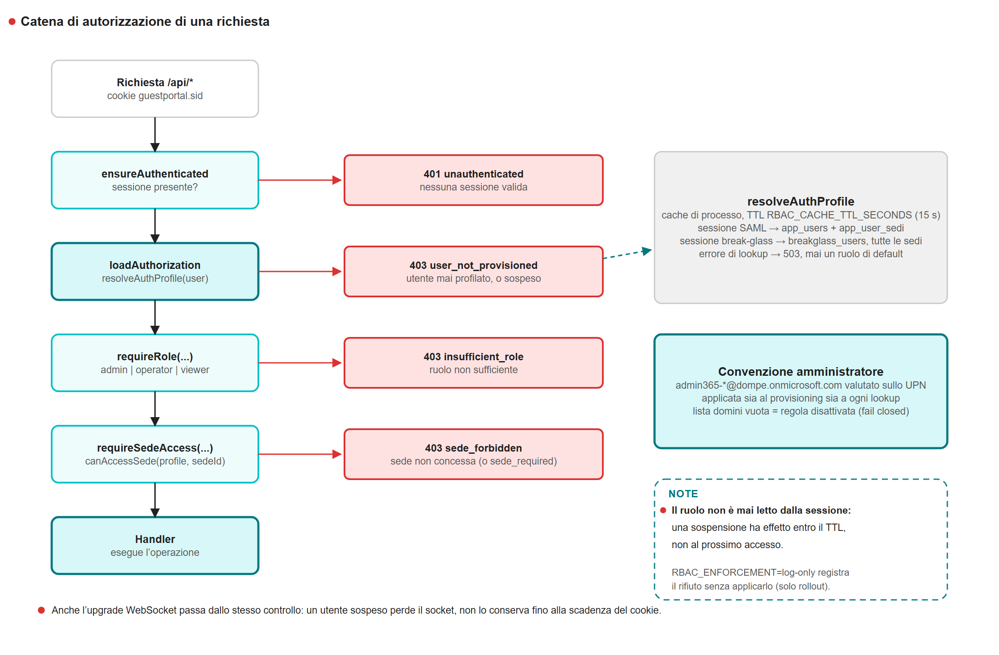 Catena di autorizzazione di una richiesta
Richiesta /api/*
cookie guestportal.sid
ensureAuthenticated
sessione presente?
401 unauthenticated
nessuna sessione valida
loadAuthorization
resolveAuthProfile(user)
403 user_not_provisioned
utente mai profilato, o sospeso
resolveAuthProfile
cache di processo, TTL RBAC_CACHE_TTL_SECONDS (15 s)
sessione SAML → app_users + app_user_sedi
sessione break-glass → breakglass_users, tutte le sedi
errore di lookup → 503, mai un ruolo di default
requireRole(...)
admin | operator | viewer
403 insufficient_role
ruolo non sufficiente
Convenzione amministratore
admin365-*@dompe.onmicrosoft.com valutato sullo UPN
applicata sia al provisioning sia a ogni lookup
lista domini vuota = regola disattivata (fail closed)
requireSedeAccess(...)
canAccessSede(profile, sedeId)
403 sede_forbidden
sede non concessa (o sede_required)
Handler
esegue l’operazione
NOTE
Il ruolo non è mai letto dalla sessione:
una sospensione ha effetto entro il TTL,
non al prossimo accesso.
RBAC_ENFORCEMENT=log-only registra
il rifiuto senza applicarlo (solo rollout).
Anche l’upgrade WebSocket passa dallo stesso controllo: un utente sospeso perde il socket, non lo conserva fino alla scadenza del cookie.